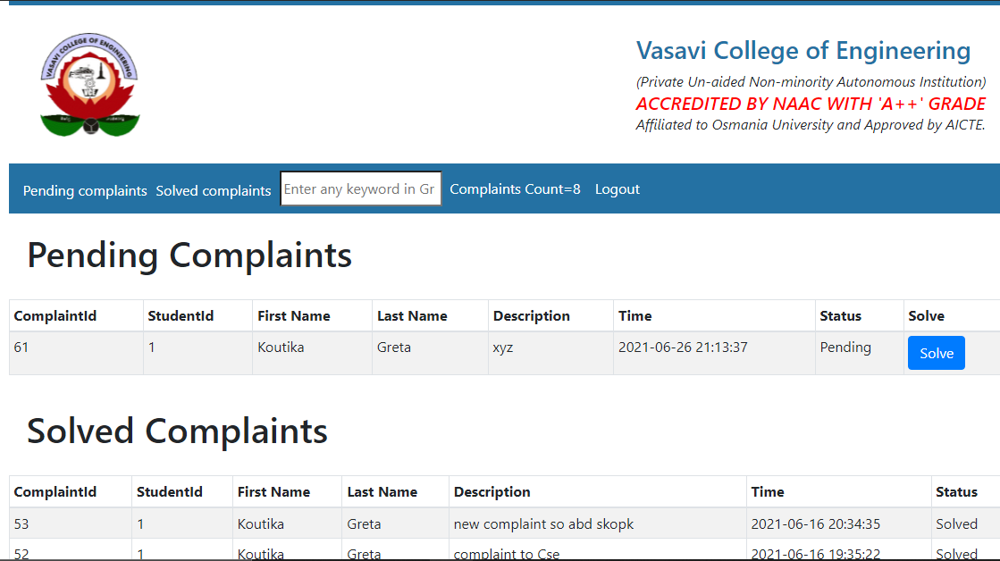 VASAVI COLLEGE OF ENGINEERING
Vasavi College of Engineering
(Private Un-aided Non-minority Autonomous Institution)
ACCREDITED BY NAAC WITH 'A++' GRADE
Affiliated to Osmania University and Approved by AICTE.
Pending complaints Solved complaints Enter any keyword in Gr Complaints Count=8 Logout
Pending Complaints
ComplaintId StudentId First Name Last Name Description Time Status Solve
61 1 Koutika Greta xyz 2021-06-26 21:13:37 Pending Solve
Solved Complaints
ComplaintId StudentId First Name Last Name Description Time Status
53 1 Koutika Greta new complaint so abd skopk 2021-06-16 20:34:35 Solved
52 1 Koutika Greta complaint to Cse 2021-06-16 19:35:22 Solved